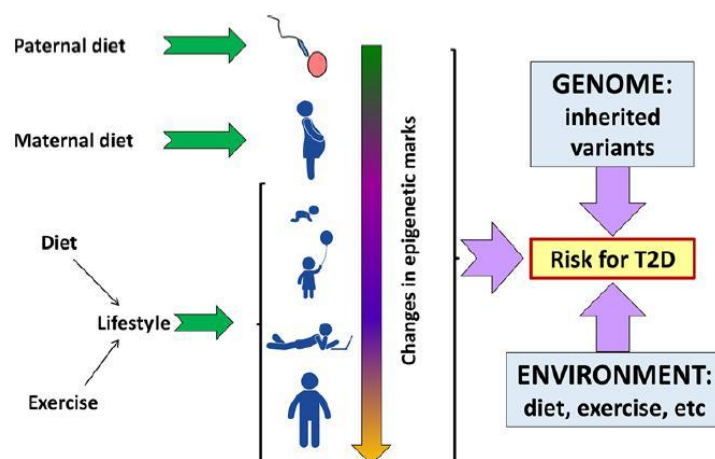 Paternal diet
Maternal diet
Diet
Lifestyle
Exercise
Changes in epigenetic marks
GENOME:
inherited
variants
Risk for T2D
ENVIRONMENT:
diet, exercise, etc